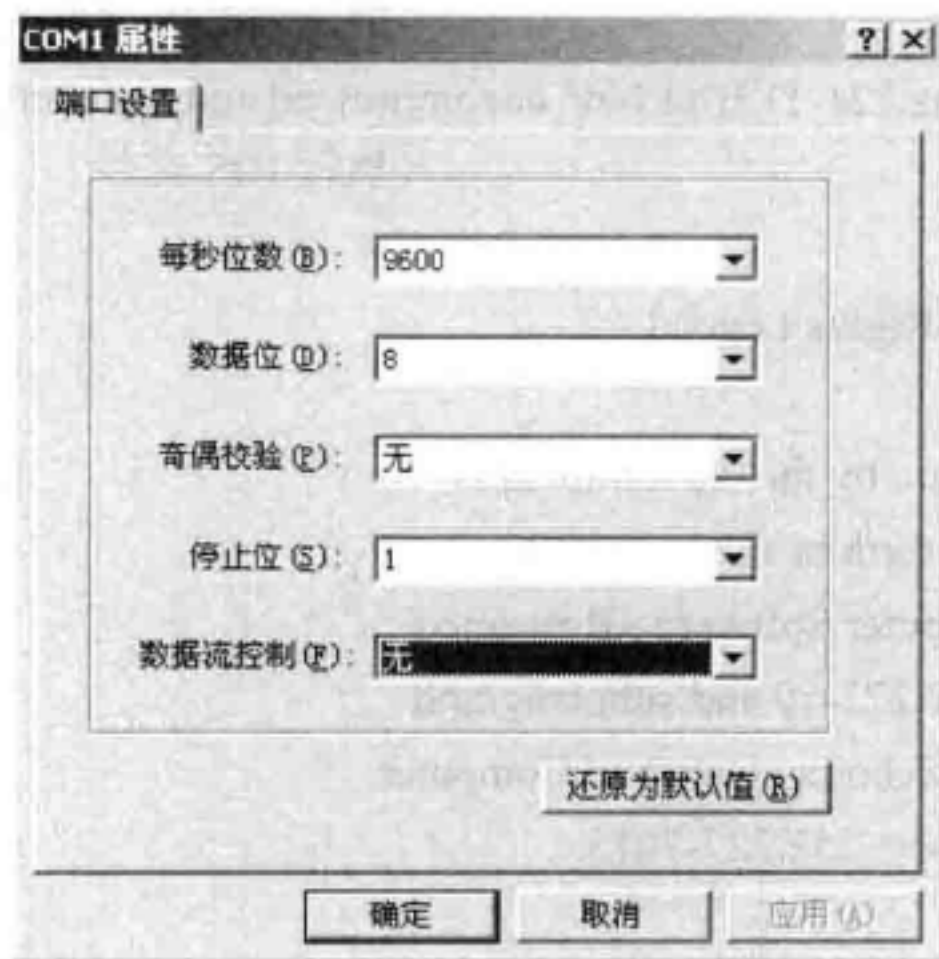 COM1 属性
端口设置
每秒位数(B): 9600
数据位(D): 8
奇偶校验(P): 无
停止位(S): 1
数据流控制(F): 无
还原为默认值(R)
确定 取消 应用(A)